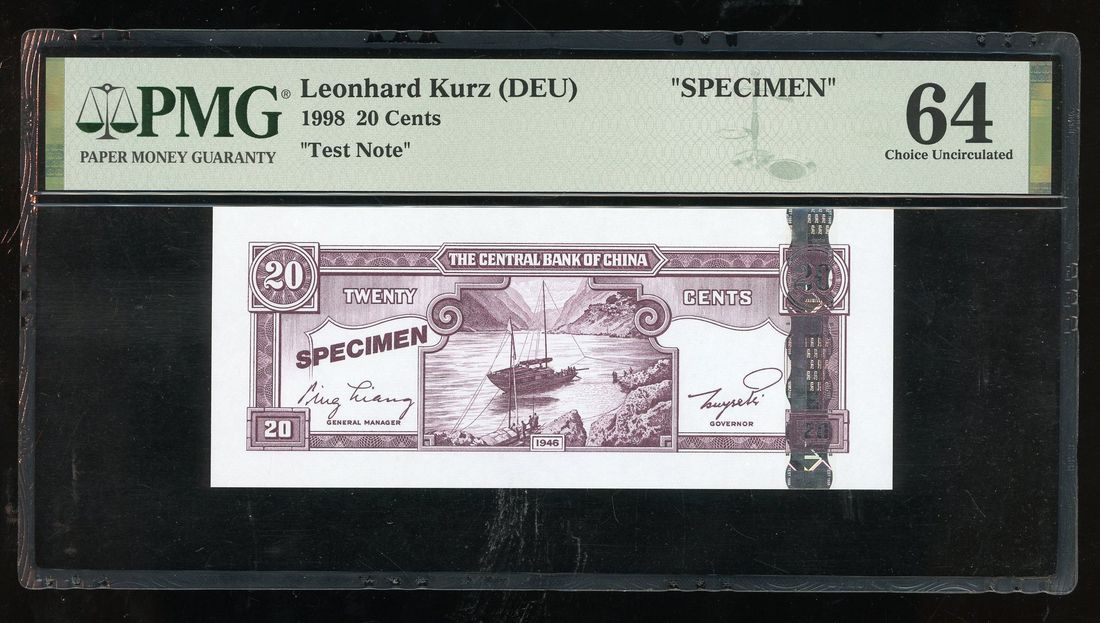 PMG®
PAPER MONEY GUARANTY
Leonhard Kurz (DEU)
1998 20 Cents
"Test Note"
"SPECIMEN"
64
Choice Uncirculated
THE CENTRAL BANK OF CHINA
20
20
TWENTY
CENTS
SPECIMEN
GENERAL MANAGER
GOVERNOR
20
1946
20